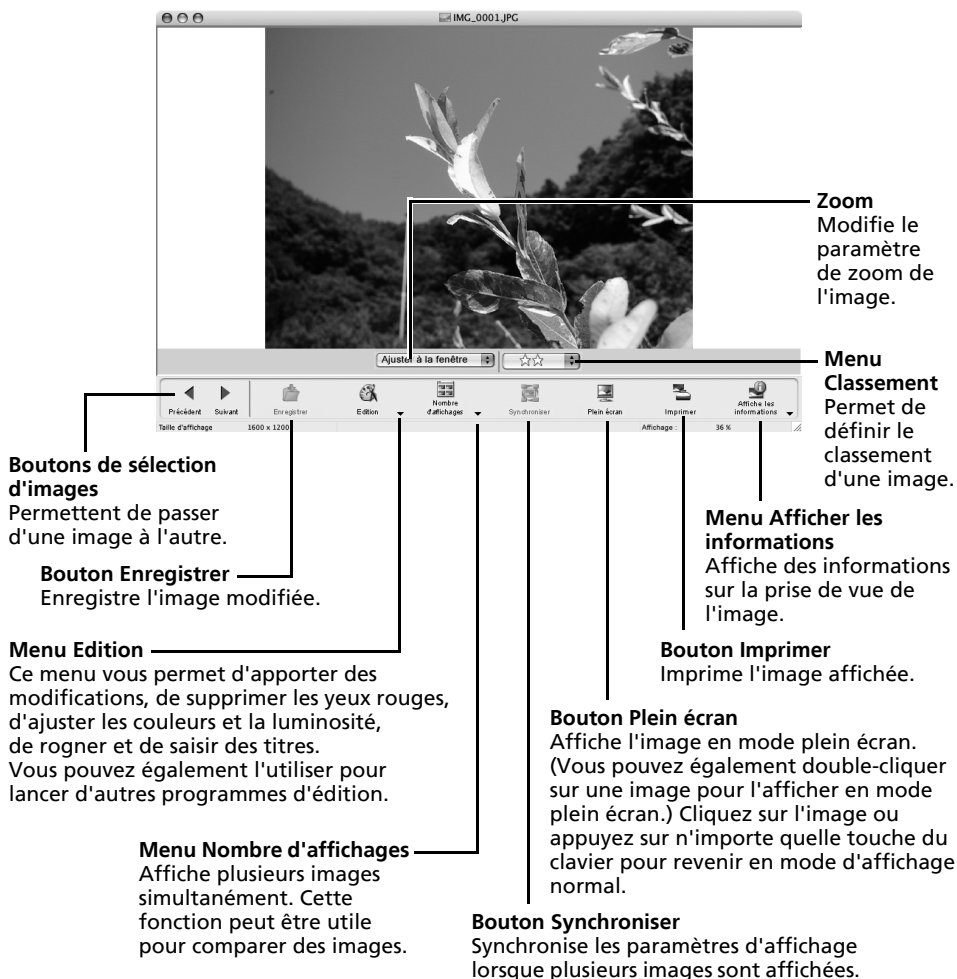 IMG_0001.JPG
Zoom
Modifie le
paramètre
de zoom de
l'image.
Ajuster à la fenêtre
Menu
Classement
Permet de
définir le
classement
d'une image.
Précédent
Suivant
Enregistrer
Edition
Nombre
d'affichages
Synchroniser
Plein écran
Imprimer
Affiche les
informations
Taille d'affichage
1600 x 1200
Affichage :
36 %
Boutons de sélection
d'images
Permettent de passer
d'une image à l'autre.
Menu Afficher les
informations
Affiche des informations
sur la prise de vue de
l'image.
Bouton Enregistrer
Enregistre l'image modifiée.
Menu Edition
Ce menu vous permet d'apporter des
modifications, de supprimer les yeux rouges,
d'ajuster les couleurs et la luminosité,
de rogner et de saisir des titres.
Vous pouvez également l'utiliser pour
lancer d'autres programmes d'édition.
Bouton Imprimer
Imprime l'image affichée.
Bouton Plein écran
Affiche l'image en mode plein écran.
(Vous pouvez également double-cliquer
sur une image pour l'afficher en mode
plein écran.) Cliquez sur l'image ou
appuyez sur n'importe quelle touche du
clavier pour revenir en mode d'affichage
normal.
Menu Nombre d'affichages
Affiche plusieurs images
simultanément. Cette
fonction peut être utile
pour comparer des images.
Bouton Synchroniser
Synchronise les paramètres d'affichage
lorsque plusieurs images sont affichées.